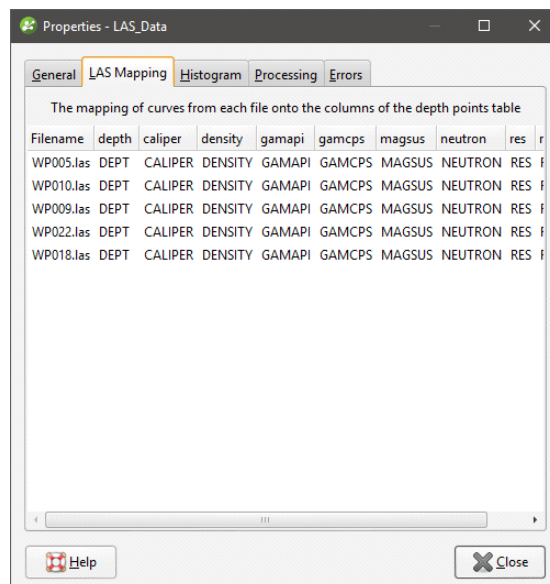 Properties - LAS_Data
General LAS Mapping Histogram Processing Errors
The mapping of curves from each file onto the columns of the depth points table
Filename depth caliper density gamapi gamcps magsus neutron res
WP005.las DEPT CALIPER DENSITY GAMAPI GAMCPS MAGSUS NEUTRON RES
WP010.las DEPT CALIPER DENSITY GAMAPI GAMCPS MAGSUS NEUTRON RES
WP009.las DEPT CALIPER DENSITY GAMAPI GAMCPS MAGSUS NEUTRON RES
WP022.las DEPT CALIPER DENSITY GAMAPI GAMCPS MAGSUS NEUTRON RES
WP018.las DEPT CALIPER DENSITY GAMAPI GAMCPS MAGSUS NEUTRON RES
Help Close